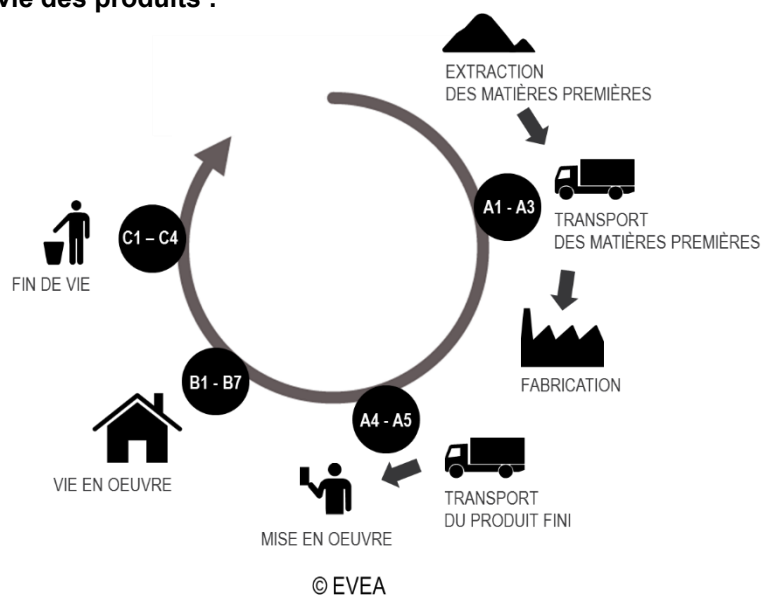 vie des produits :
EXTRACTION
DES MATIÈRES PREMIÈRES
A1 - A3
TRANSPORT
DES MATIÈRES PREMIÈRES
FABRICATION
A4 - A5
TRANSPORT
DU PRODUIT FINI
MISE EN OEUVRE
B1 - B7
VIE EN OEUVRE
C1 – C4
FIN DE VIE
© EVEA